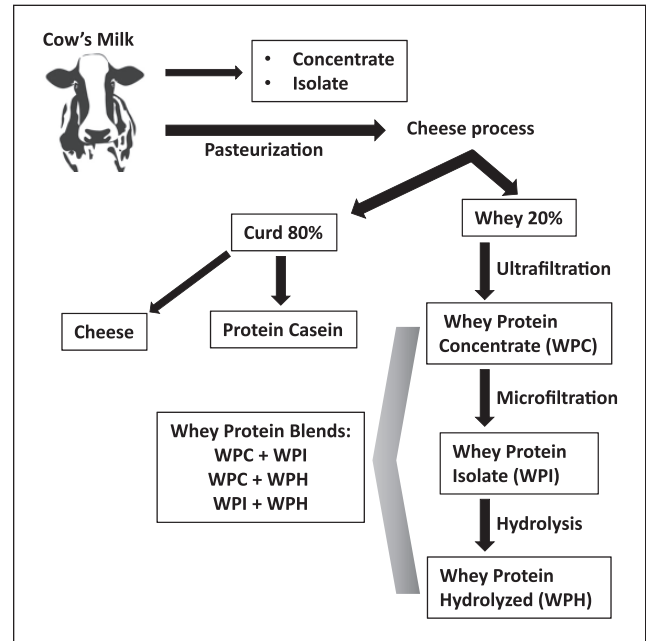 Cow's Milk
• Concentrate
• Isolate
Pasteurization
Cheese process
Curd 80%
Whey 20%
Ultrafiltration
Cheese
Protein Casein
Whey Protein
Concentrate (WPC)
Microfiltration
Whey Protein Blends:
WPC + WPI
WPC + WPH
WPI + WPH
Whey Protein
Isolate (WPI)
Hydrolysis
Whey Protein
Hydrolyzed (WPH)